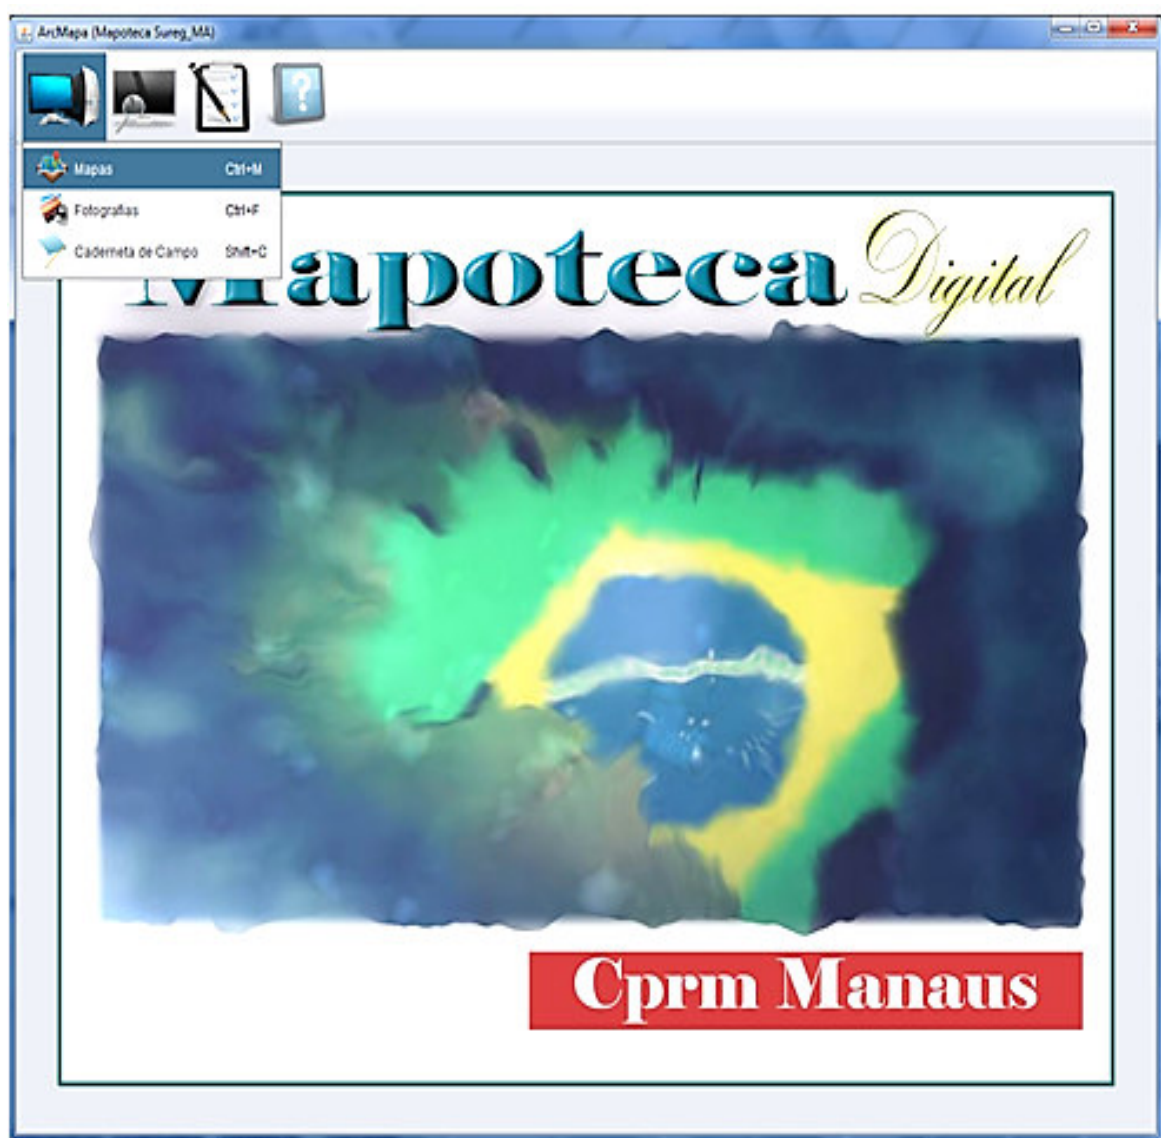 ArcMapa (Mapoteca Sureg_MA)
Mapas Ctrl+M
Fotografias Ctrl+F
Caderneta de Campo Shift+C
Mapoteca Digital
Cprm Manaus